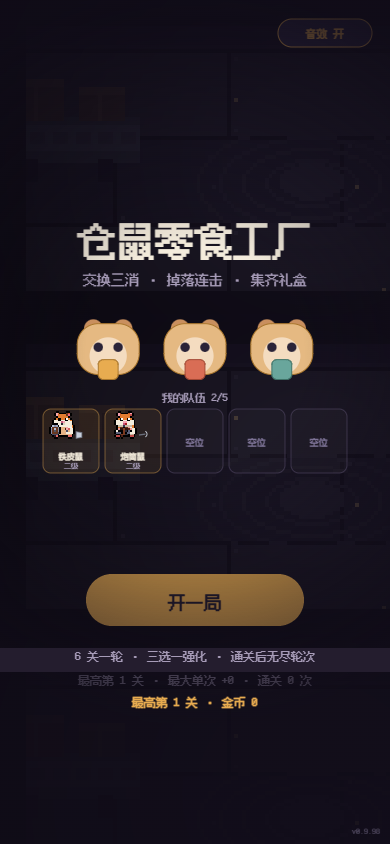 音效 开
仓鼠零食工厂
交换三消 · 掉落连击 · 集齐礼盒
我的队伍 2/5
铁皮鼠
二级
炮筒鼠
二级
空位
空位
空位
开一局
6 关一轮 · 三选一强化 · 通关后无尽轮次
最高第 1 关 · 最大单次 +0 · 通关 0 次
最高第 1 关 · 金币 0
v0.9.98